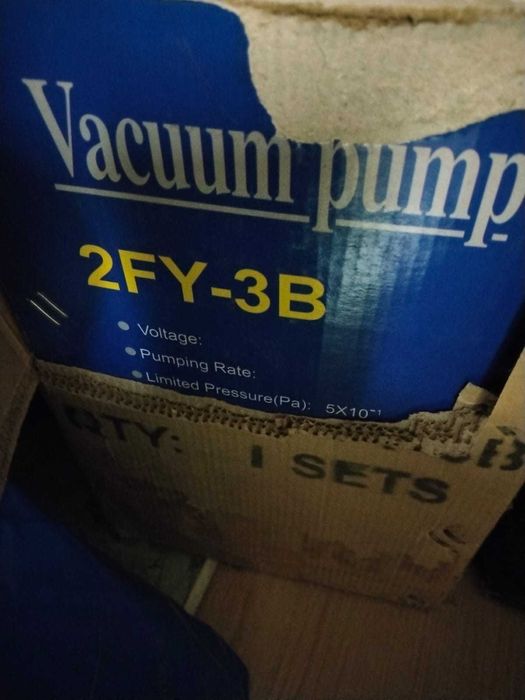 Vacuum pump
2FY-3B
• Voltage:
• Pumping Rate:
• Limited Pressure(Pa): 5X10⁻¹
QTY: 1 SETS